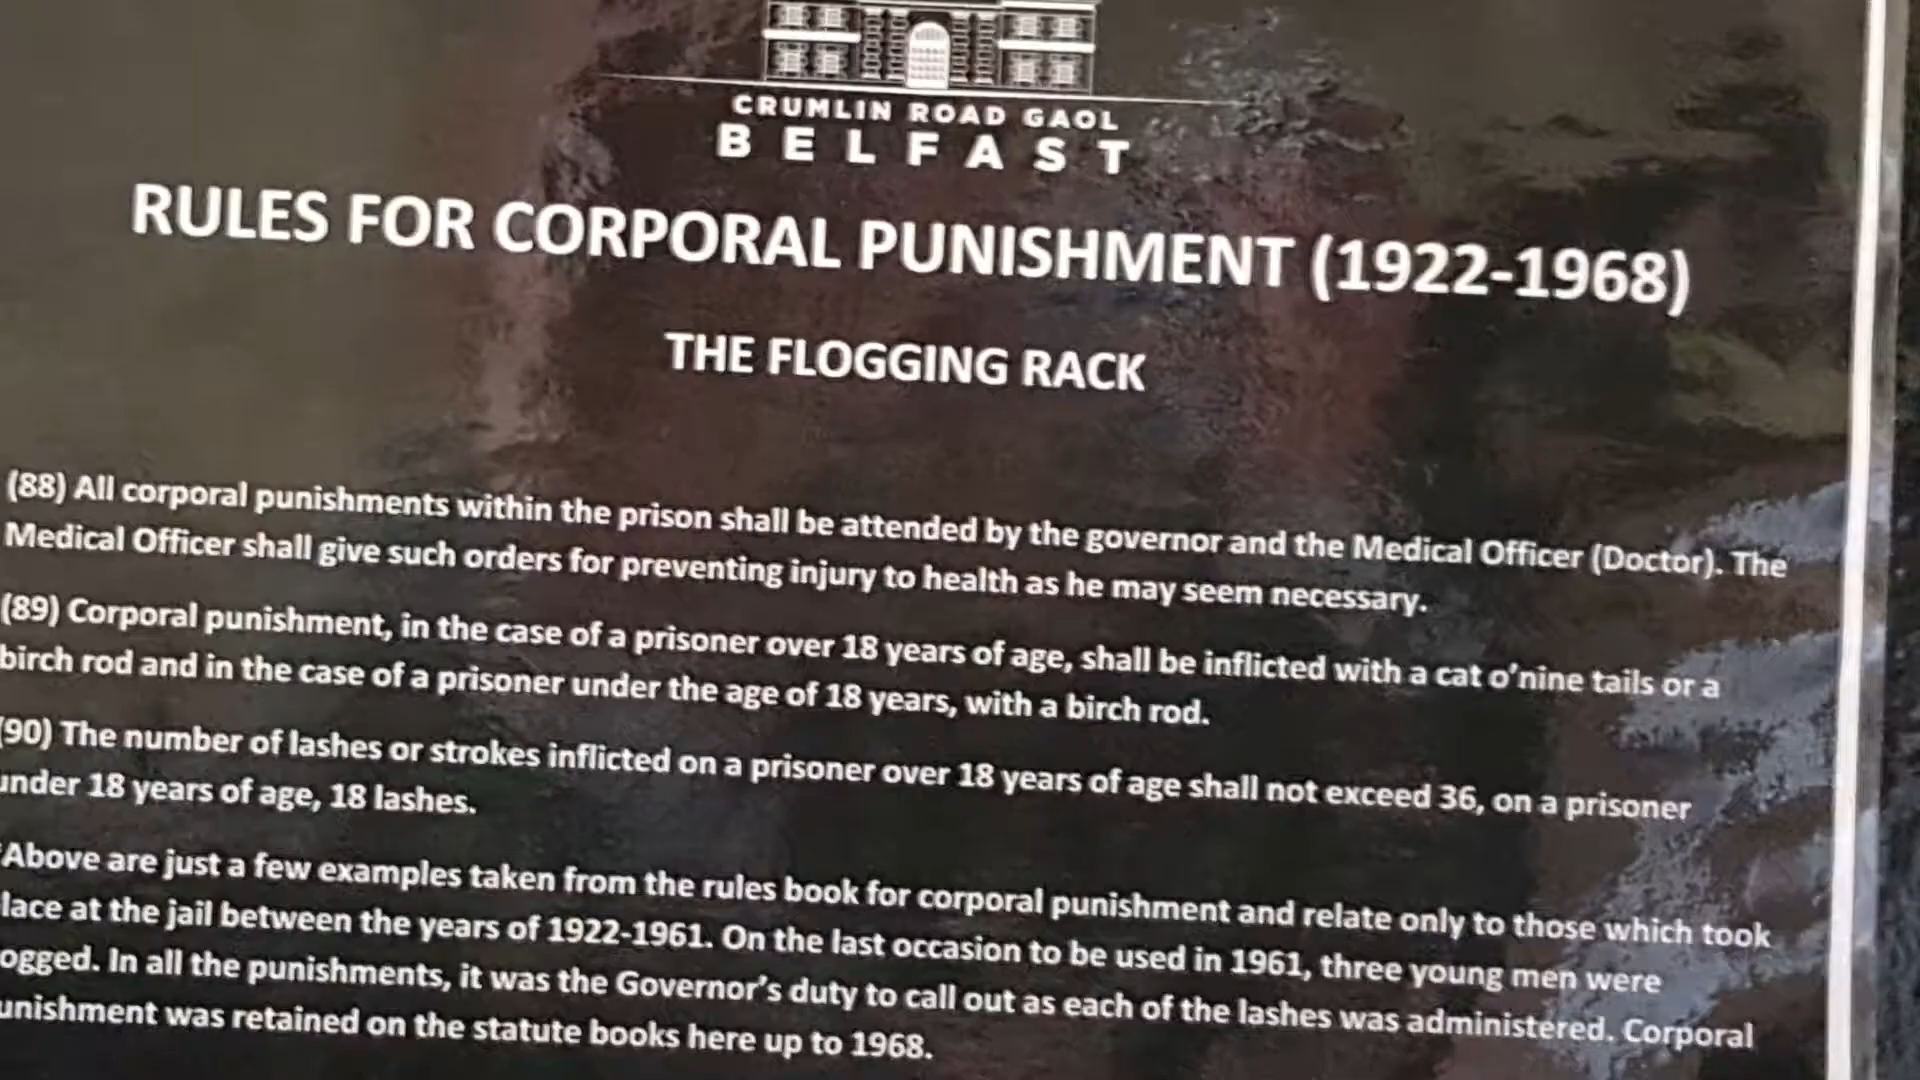 CRUMLIN ROAD GAOL
BELFAST
RULES FOR CORPORAL PUNISHMENT (1922-1968)
THE FLOGGING RACK
(88) All corporal punishments within the prison shall be attended by the governor and the Medical Officer (Doctor). The
Medical Officer shall give such orders for preventing injury to health as he may seem necessary.
(89) Corporal punishment, in the case of a prisoner over 18 years of age, shall be inflicted with a cat o'nine tails or a
birch rod and in the case of a prisoner under the age of 18 years, with a birch rod.
(90) The number of lashes or strokes inflicted on a prisoner over 18 years of age shall not exceed 36, on a prisoner
under 18 years of age, 18 lashes.
Above are just a few examples taken from the rules book for corporal punishment and relate only to those which took
lace at the jail between the years of 1922-1961. On the last occasion to be used in 1961, three young men were
ogged. In all the punishments, it was the Governor's duty to call out as each of the lashes was administered. Corporal
unishment was retained on the statute books here up to 1968.